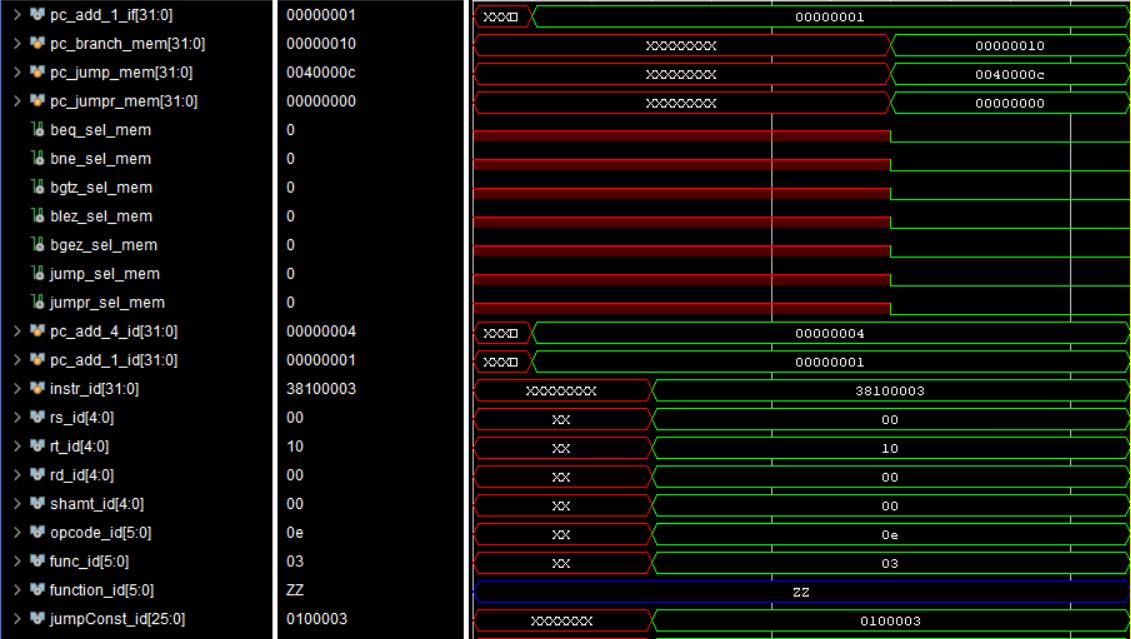 pc_add_1_if[31:0] 00000001 XXX 00000001
pc_branch_mem[31:0] 00000010 XXXXXXXX 00000010
pc_jump_mem[31:0] 0040000c XXXXXXXX 0040000c
pc_jumpr_mem[31:0] 00000000 XXXXXXXX 00000000
beq_sel_mem 0
bne_sel_mem 0
bgtz_sel_mem 0
blez_sel_mem 0
bgez_sel_mem 0
jump_sel_mem 0
jumpr_sel_mem 0
pc_add_4_id[31:0] 00000004 XXX 00000004
pc_add_1_id[31:0] 00000001 XXX 00000001
instr_id[31:0] 38100003 XXXXXXXX 38100003
rs_id[4:0] 00 XX 00
rt_id[4:0] 10 XX 10
rd_id[4:0] 00 XX 00
shamt_id[4:0] 00 XX 00
opcode_id[5:0] 0e XX 0e
func_id[5:0] 03 XX 03
function_id[5:0] ZZ ZZ
jumpConst_id[25:0] 0100003 XXXXXXX 0100003